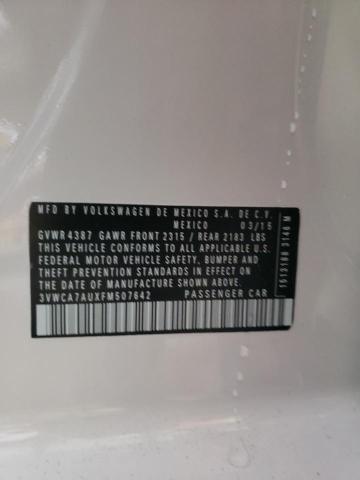 MFD BY VOLKSWAGEN DE MEXICO S.A. DE C.V.
MEXICO 03/15
GVWR 4387 GAWR FRONT 2315 / REAR 2183 LBS
THIS VEHICLE CONFORMS TO ALL APPLICABLE U.S.
FEDERAL MOTOR VEHICLE SAFETY, BUMPER AND
THEFT PREVENTION STANDARDS IN EFFECT ON
THE DATE OF MANUFACTURE SHOWN ABOVE.
3VWCA7AUXFM507642 PASSENGER CAR
1513188 3146 M